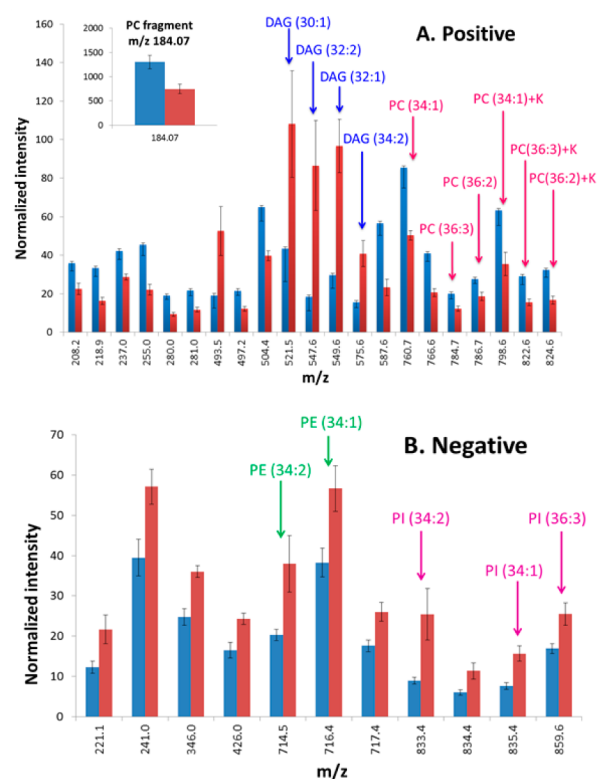 PC fragment
m/z 184.07
2000
1500
1000
500
0
184.07
A. Positive
DAG (30:1)
DAG (32:2)
DAG (32:1)
DAG (34:2)
PC (34:1)
PC (36:3)
PC (36:2)
PC (34:1)+K
PC(36:3)+K
PC(36:2)+K
Normalized intensity
160
140
120
100
80
60
40
20
0
208.2
218.9
237.0
255.0
280.0
281.0
493.5
497.2
504.4
521.5
547.6
549.6
575.6
587.6
760.7
766.6
784.7
786.7
798.6
822.6
824.6
m/z
B. Negative
PE (34:1)
PE (34:2)
PI (34:2)
PI (34:1)
PI (36:3)
Normalized intensity
70
60
50
40
30
20
10
0
221.1
241.0
346.0
426.0
714.5
716.4
717.4
833.4
834.4
835.4
859.6
m/z